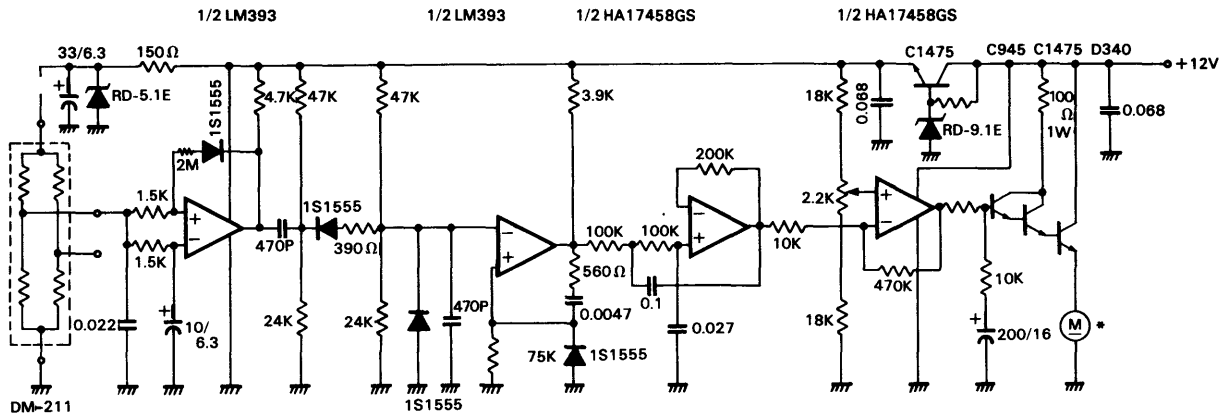 1/2 LM393 1/2 LM393 1/2 HA17458GS 1/2 HA17458GS
33/6.3 150Ω C1475 C945 C1475 D340
+12V
RD-5.1E
1S1555
4.7K
47K
47K
3.9K
18K
0.068
RD-9.1E
100
Ω
1W
0.068
2M
200K
1.5K
1S1555
2.2K
470P
390Ω
100K
100K
10K
1.5K
560Ω
470K
10K
0.022
10/
6.3
24K
24K
470P
0.0047
0.1
0.027
18K
200/16
M *
75K
1S1555
DM-211
1S1555